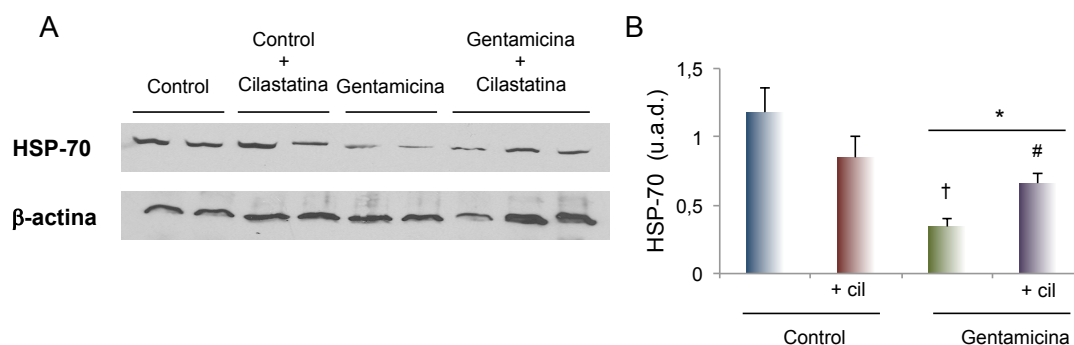 A
Control
Control
+
Cilastatina
Gentamicina
Gentamicina
+
Cilastatina
HSP-70
β-actina
B
HSP-70 (u.a.d.)
1,5
1
0,5
0
*
†
#
+ cil
+ cil
Control
Gentamicina